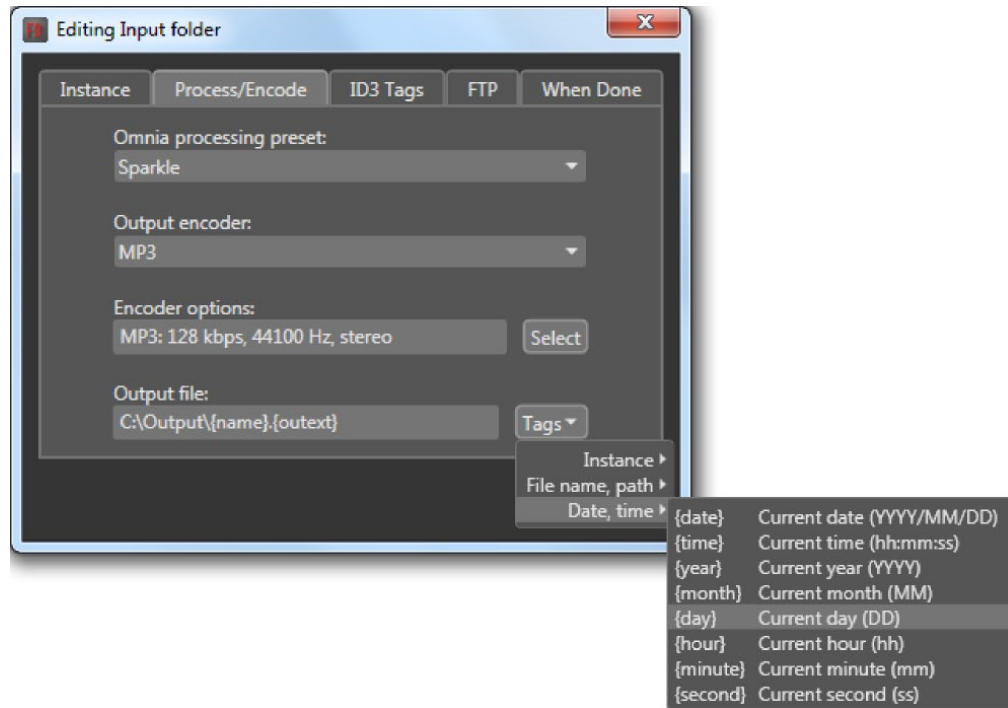 Editing Input folder
Instance Process/Encode ID3 Tags FTP When Done
Omnia processing preset:
Sparkle
Output encoder:
MP3
Encoder options:
MP3: 128 kbps, 44100 Hz, stereo Select
Output file:
C:\Output\{name}.{outext} Tags
Instance
File name, path
Date, time
{date} Current date (YYYY/MM/DD)
{time} Current time (hh:mm:ss)
{year} Current year (YYYY)
{month} Current month (MM)
{day} Current day (DD)
{hour} Current hour (hh)
{minute} Current minute (mm)
{second} Current second (ss)